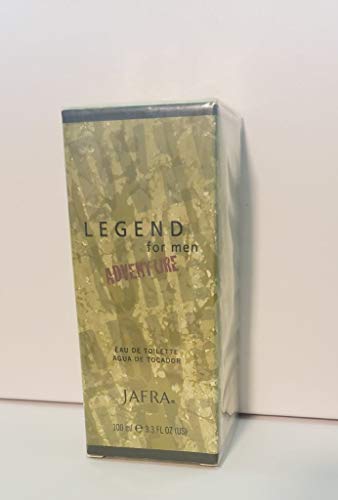 LEGEND
for men
ADVENTURE
EAU DE TOILETTE
AGUA DE TOCADOR
JAFRA®
100 ml ℮ 3.3 FL OZ (US)